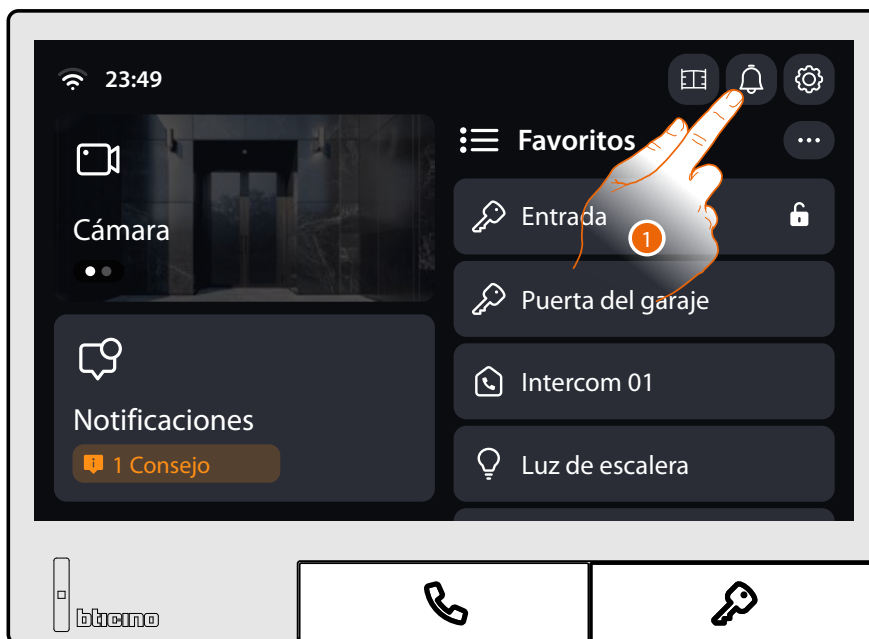 23:49
Favoritos
Cámara
Entrada
1
Puerta del garaje
Notificaciones
1 Consejo
Intercom 01
Luz de escalera
bticino